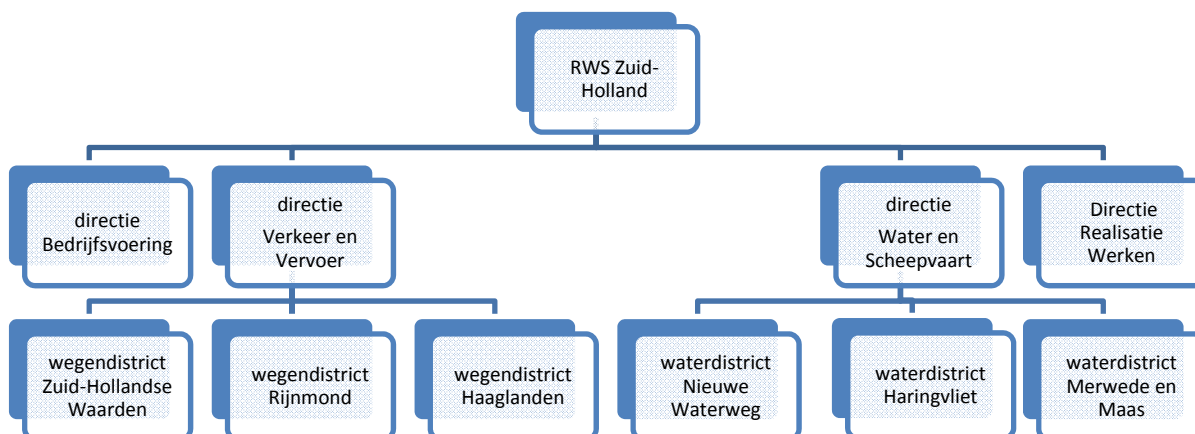 RWS Zuid-
Holland
directie
Bedrijfsvoering
directie
Verkeer en
Vervoer
directie
Water en
Scheepvaart
Directie
Realisatie
Werken
wegendistrict
Zuid-Hollandse
Waarden
wegendistrict
Rijnmond
wegendistrict
Haaglanden
waterdistrict
Nieuwe
Waterweg
waterdistrict
Haringvliet
waterdistrict
Merwede en
Maas